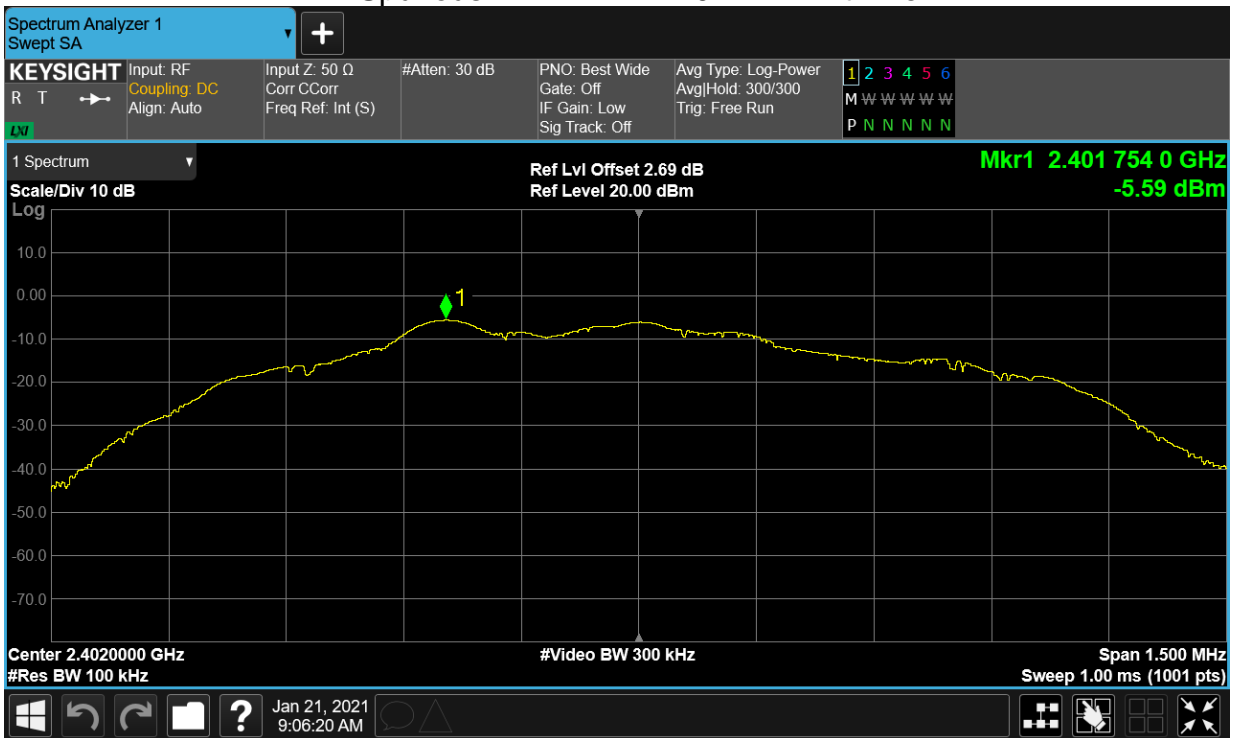 Spectrum Analyzer 1
Swept SA
+
KEYSIGHT
R T
LXI
Input: RF
Coupling: DC
Align: Auto
Input Z: 50 Ω
Corr CCorr
Freq Ref: Int (S)
#Atten: 30 dB
PNO: Best Wide
Gate: Off
IF Gain: Low
Sig Track: Off
Avg Type: Log-Power
Avg|Hold: 300/300
Trig: Free Run
1 2 3 4 5 6
M W W W W W
P N N N N N
1 Spectrum
Scale/Div 10 dB
Log
Ref Lvl Offset 2.69 dB
Ref Level 20.00 dBm
Mkr1 2.401 754 0 GHz
-5.59 dBm
10.0
0.00
-10.0
-20.0
-30.0
-40.0
-50.0
-60.0
-70.0
1
Center 2.4020000 GHz
#Res BW 100 kHz
#Video BW 300 kHz
Span 1.500 MHz
Sweep 1.00 ms (1001 pts)
?
Jan 21, 2021
9:06:20 AM